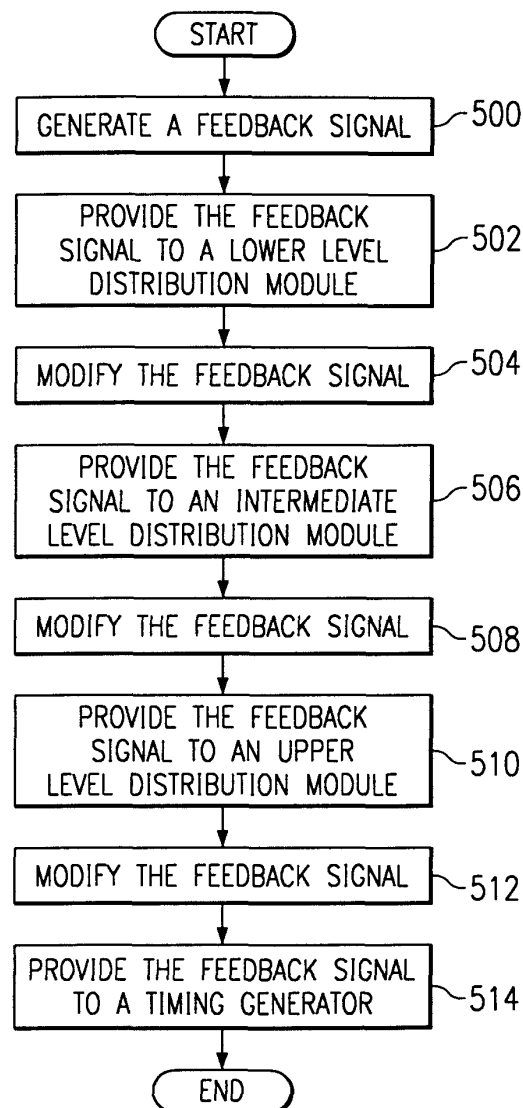 START
GENERATE A FEEDBACK SIGNAL
500
PROVIDE THE FEEDBACK
SIGNAL TO A LOWER LEVEL
DISTRIBUTION MODULE
502
MODIFY THE FEEDBACK SIGNAL
504
PROVIDE THE FEEDBACK
SIGNAL TO AN INTERMEDIATE
LEVEL DISTRIBUTION MODULE
506
MODIFY THE FEEDBACK SIGNAL
508
PROVIDE THE FEEDBACK
SIGNAL TO AN UPPER
LEVEL DISTRIBUTION MODULE
510
MODIFY THE FEEDBACK SIGNAL
512
PROVIDE THE FEEDBACK SIGNAL
TO A TIMING GENERATOR
514
END